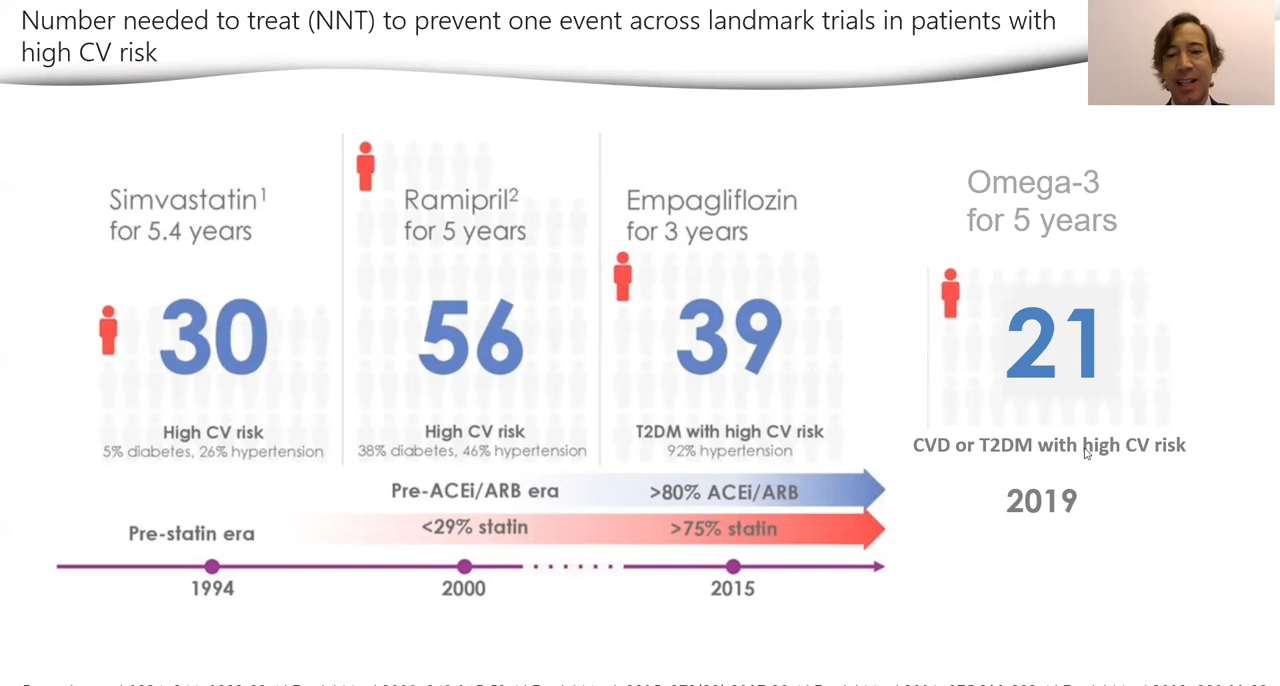 Number needed to treat (NNT) to prevent one event across landmark trials in patients with
high CV risk
Simvastatin¹
for 5.4 years
30
High CV risk
5% diabetes, 26% hypertension
Ramipril²
for 5 years
56
High CV risk
38% diabetes, 46% hypertension
Empagliflozin
for 3 years
39
T2DM with high CV risk
92% hypertension
Omega-3
for 5 years
21
CVD or T2DM with high CV risk
2019
Pre-ACEi/ARB era
>80% ACEi/ARB
Pre-statin era
<29% statin
>75% statin
1994
2000
2015